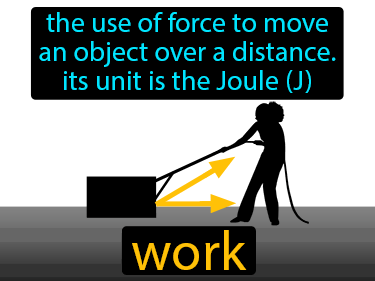 the use of force to move
an object over a distance.
its unit is the Joule (J)
work